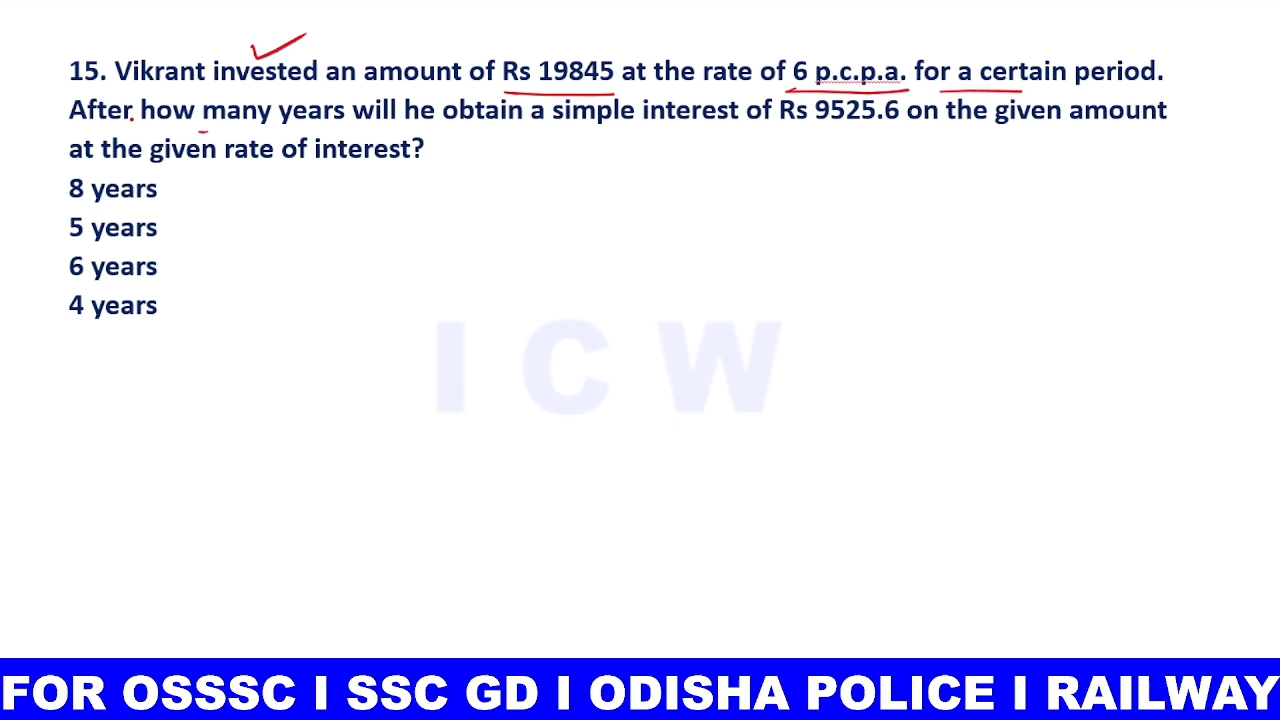 15. Vikrant invested an amount of Rs 19845 at the rate of 6 p.c.p.a. for a certain period.
After how many years will he obtain a simple interest of Rs 9525.6 on the given amount
at the given rate of interest?
8 years
5 years
6 years
4 years
I C W
FOR OSSSC I SSC GD I ODISHA POLICE I RAILWAY